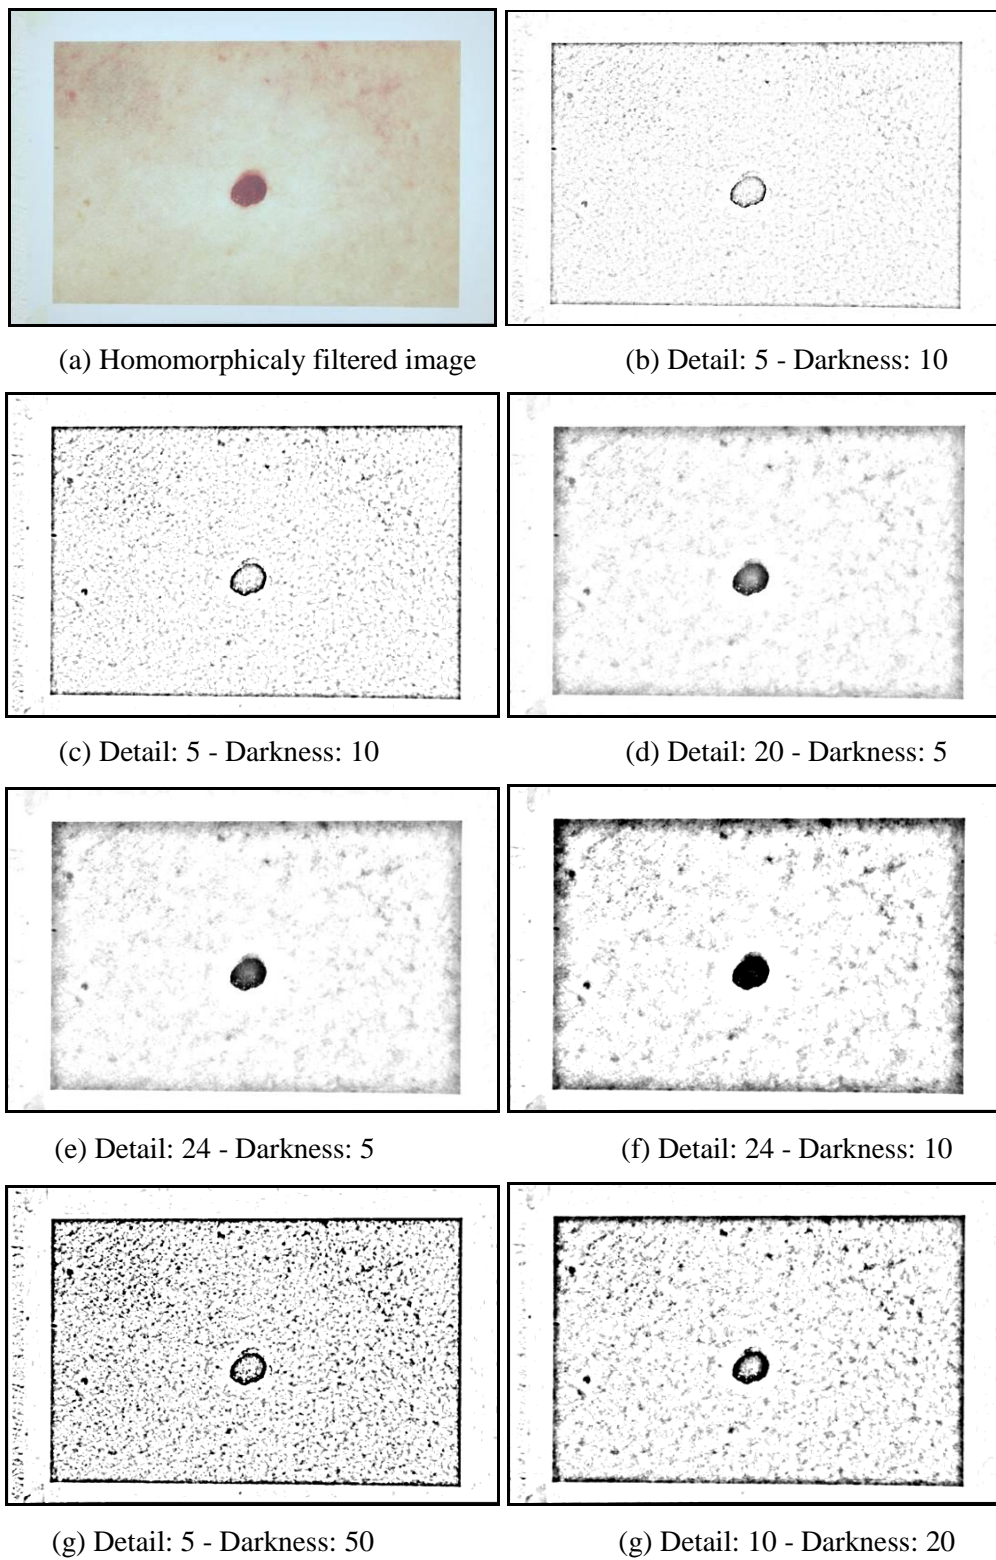 (a) Homomorphicaly filtered image
(b) Detail: 5 - Darkness: 10
(c) Detail: 5 - Darkness: 10
(d) Detail: 20 - Darkness: 5
(e) Detail: 24 - Darkness: 5
(f) Detail: 24 - Darkness: 10
(g) Detail: 5 - Darkness: 50
(g) Detail: 10 - Darkness: 20